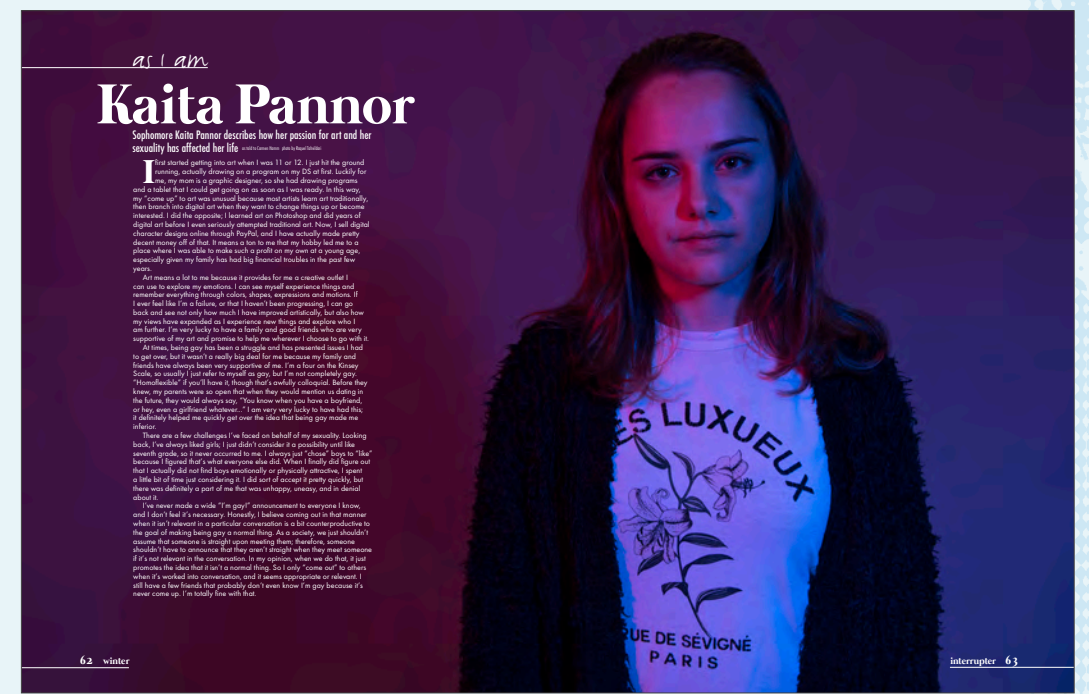 as I am
Kaita Pannor
Sophomore Kaita Pannor describes how her passion for art and her
sexuality has affected her life
I first started getting into art when I was 11 or 12. I just hit the ground
running, actually drawing on a program on my DS at first. Luckily for
me, my mom is a graphic designer, so she had drawing programs
and a tablet that I could get going on as soon as I was ready. In this way,
my "come up" to art was unusual because most artists learn art traditionally,
then branch into digital art when they want to change things up or become
interested. I did the opposite; I learned art on Photoshop and did years of
digital art before I even seriously attempted traditional art. Now, I sell digital
character designs online through PayPal, and I have actually made pretty
decent money off of that. It means a ton to me that my hobby led me to a
place where I was able to make such a profit on my own at a young age,
especially given my family has had big financial troubles in the past few
years.
Art means a lot to me because it provides for me a creative outlet I
can use to explore my emotions. I can see myself experience things and
remember everything through colors, shapes, expressions and motions. If
I ever feel like I'm a failure, or that I haven't been progressing, I can go
back and see not only how much I have improved artistically, but also how
my views have expanded as I experience new things and explore who I
am further. I'm very lucky to have a family and good friends who are very
supportive of my art and promise to help me wherever I choose to go with it.
At times, being gay has been a struggle and has presented issues I had
to get over, but it wasn't a really big deal for me because my family and
friends have always been very supportive of me. I'm a four on the Kinsey
Scale, so usually I just refer to myself as gay, but I'm not completely gay.
"Homoflexible" if you'll have it, though that's awfully colloquial. Before they
knew, my parents were so open that when they would mention us dating in
the future, they would always say, "You know when you have a boyfriend,
or hey, even a girlfriend whatever..." I am very very lucky to have had this;
it definitely helped me quickly get over the idea that being gay made me
inferior.
There are a few challenges I've faced on behalf of my sexuality. Looking
back, I've always liked girls; I just didn't consider it a possibility until like
seventh grade, so it never occurred to me. I always just "chose" boys to "like"
because I figured that's what everyone else did. When I finally did figure out
that I actually did not find boys emotionally or physically attractive, I spent
a little bit of time just considering it. I did sort of accept it pretty quickly, but
there was definitely a part of me that was unhappy, uneasy, and in denial
about it.
I've never made a wide "I'm gay!" announcement to everyone I know,
and I don't feel it's necessary. Honestly, I believe coming out in that manner
when it isn't relevant in a particular conversation is a bit counterproductive to
the goal of making being gay a normal thing. As a society, we just shouldn't
assume that someone is straight upon meeting them; therefore, someone
shouldn't have to announce that they aren't straight when they meet someone
if it's not relevant in the conversation. In my opinion, when we do that, it just
promotes the idea that it isn't a normal thing. So I only "come out" to others
when it's worked into conversation, and it seems appropriate or relevant. I
still have a few friends that probably don't even know I'm gay because it's
never come up. I'm totally fine with that.
ES LUXUEUX
RUE DE SÉVIGNÉ
PARIS
62 winter
interrupter 63